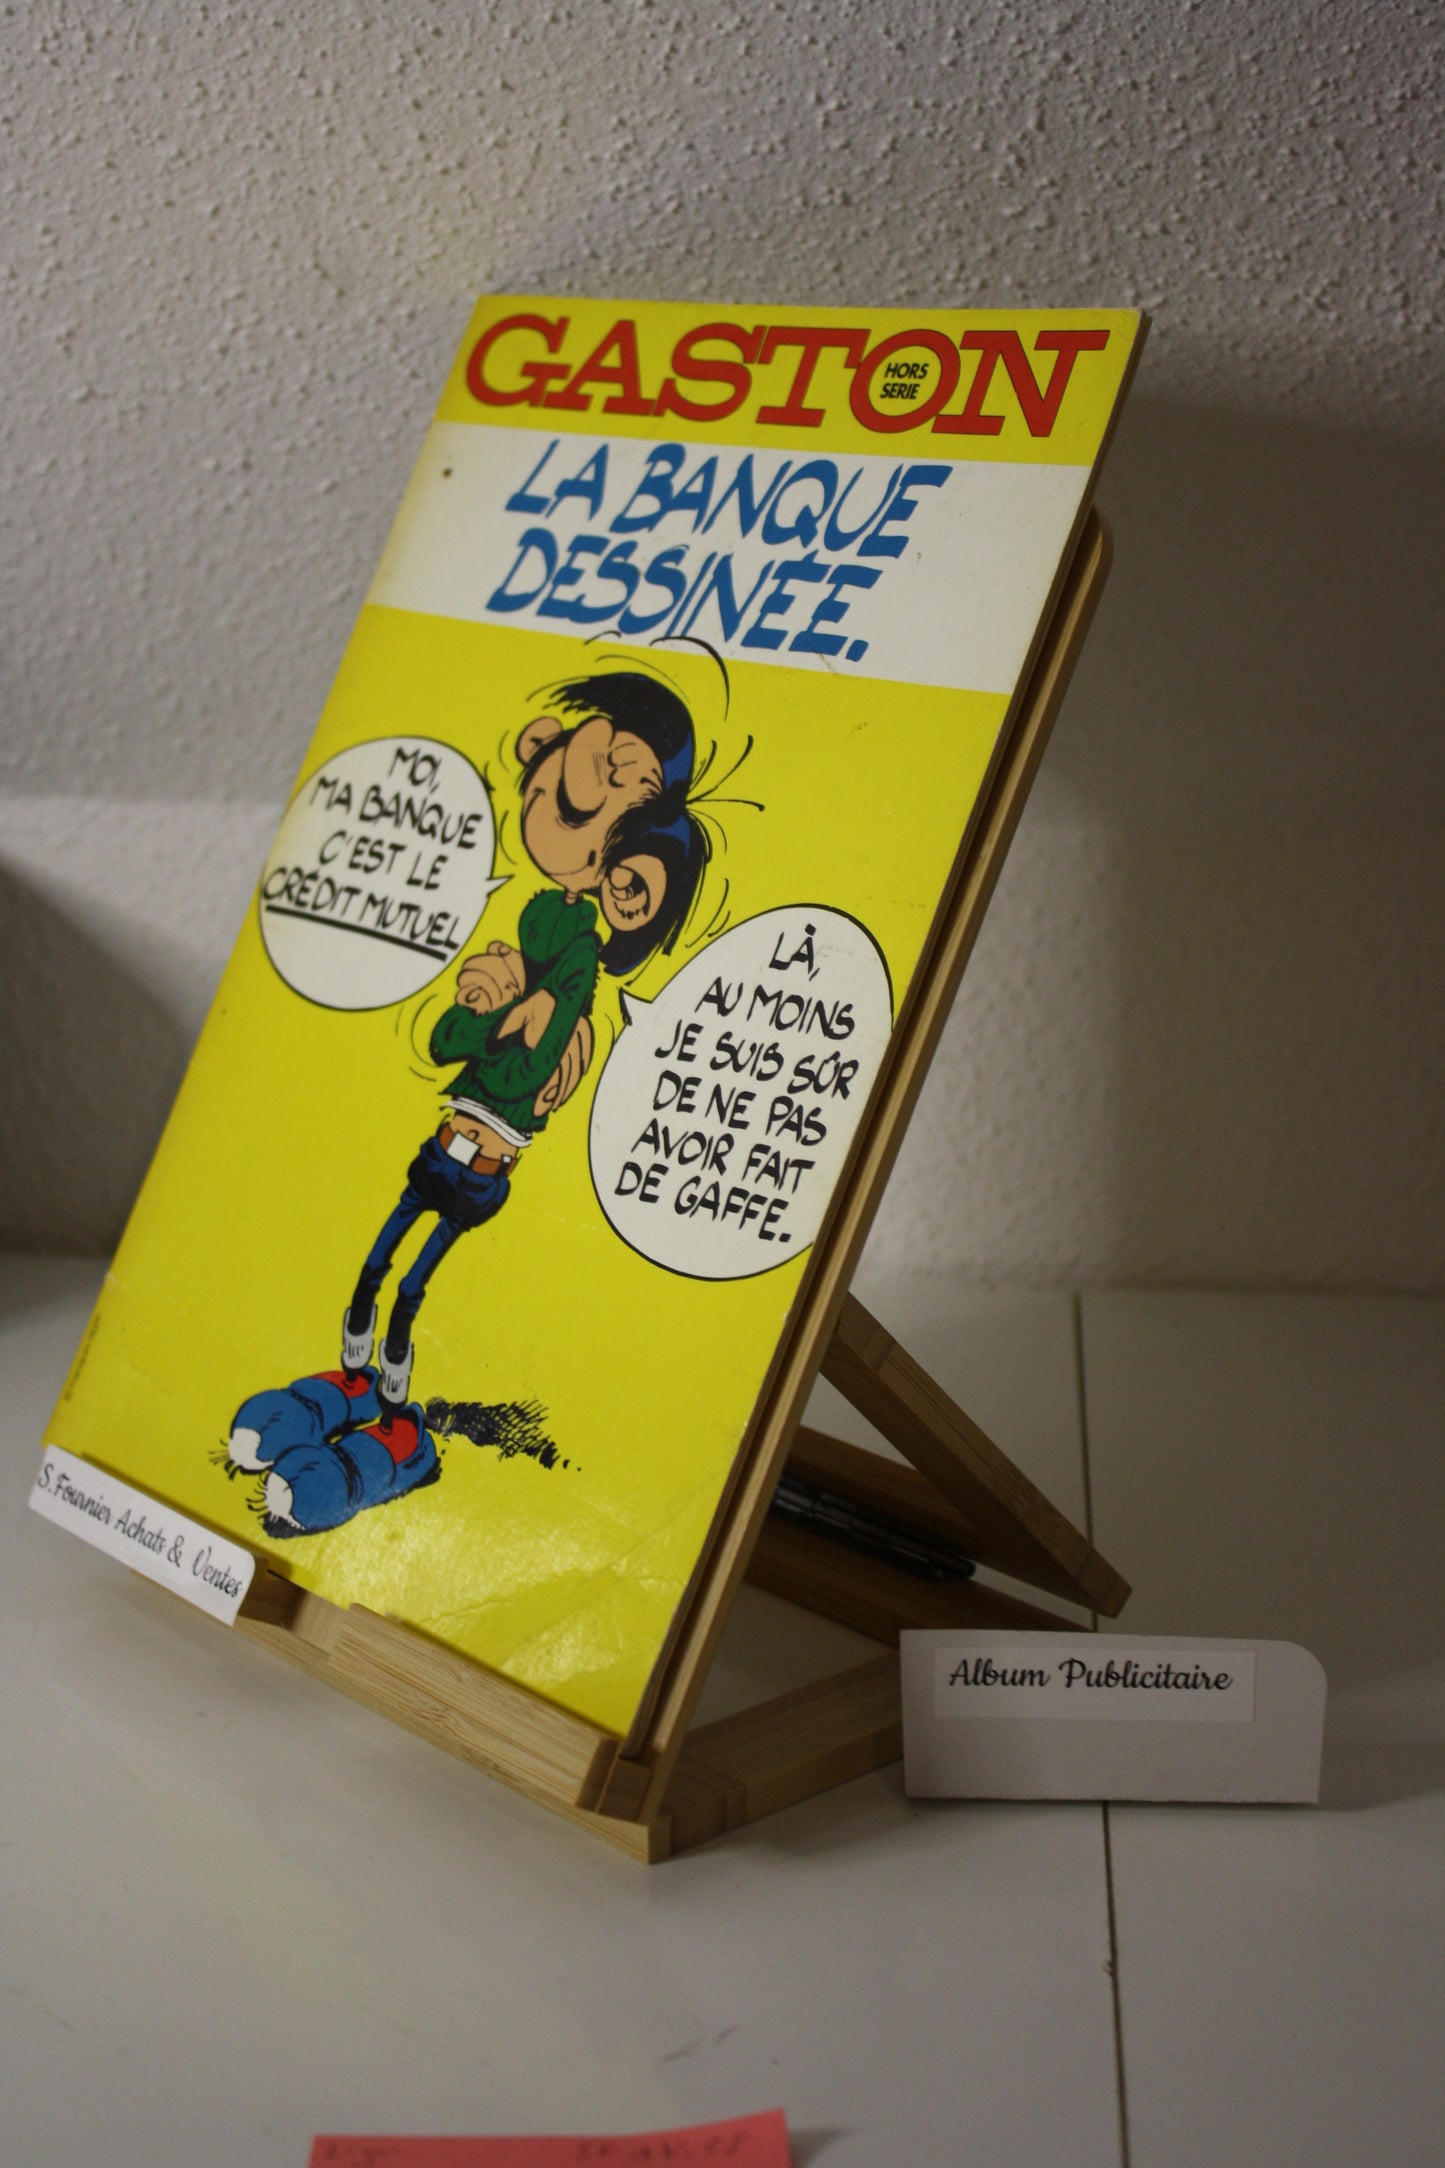 GASTON
HORS
SERIE
LA BANQUE
DESSINÉE.
MOI,
MA BANQUE
C'EST LE
CRÉDIT MUTUEL
LÀ,
AU MOINS
JE SUIS SÛR
DE NE PAS
AVOIR FAIT
DE GAFFE.
S. Fournier Achats & Ventes
Album Publicitaire